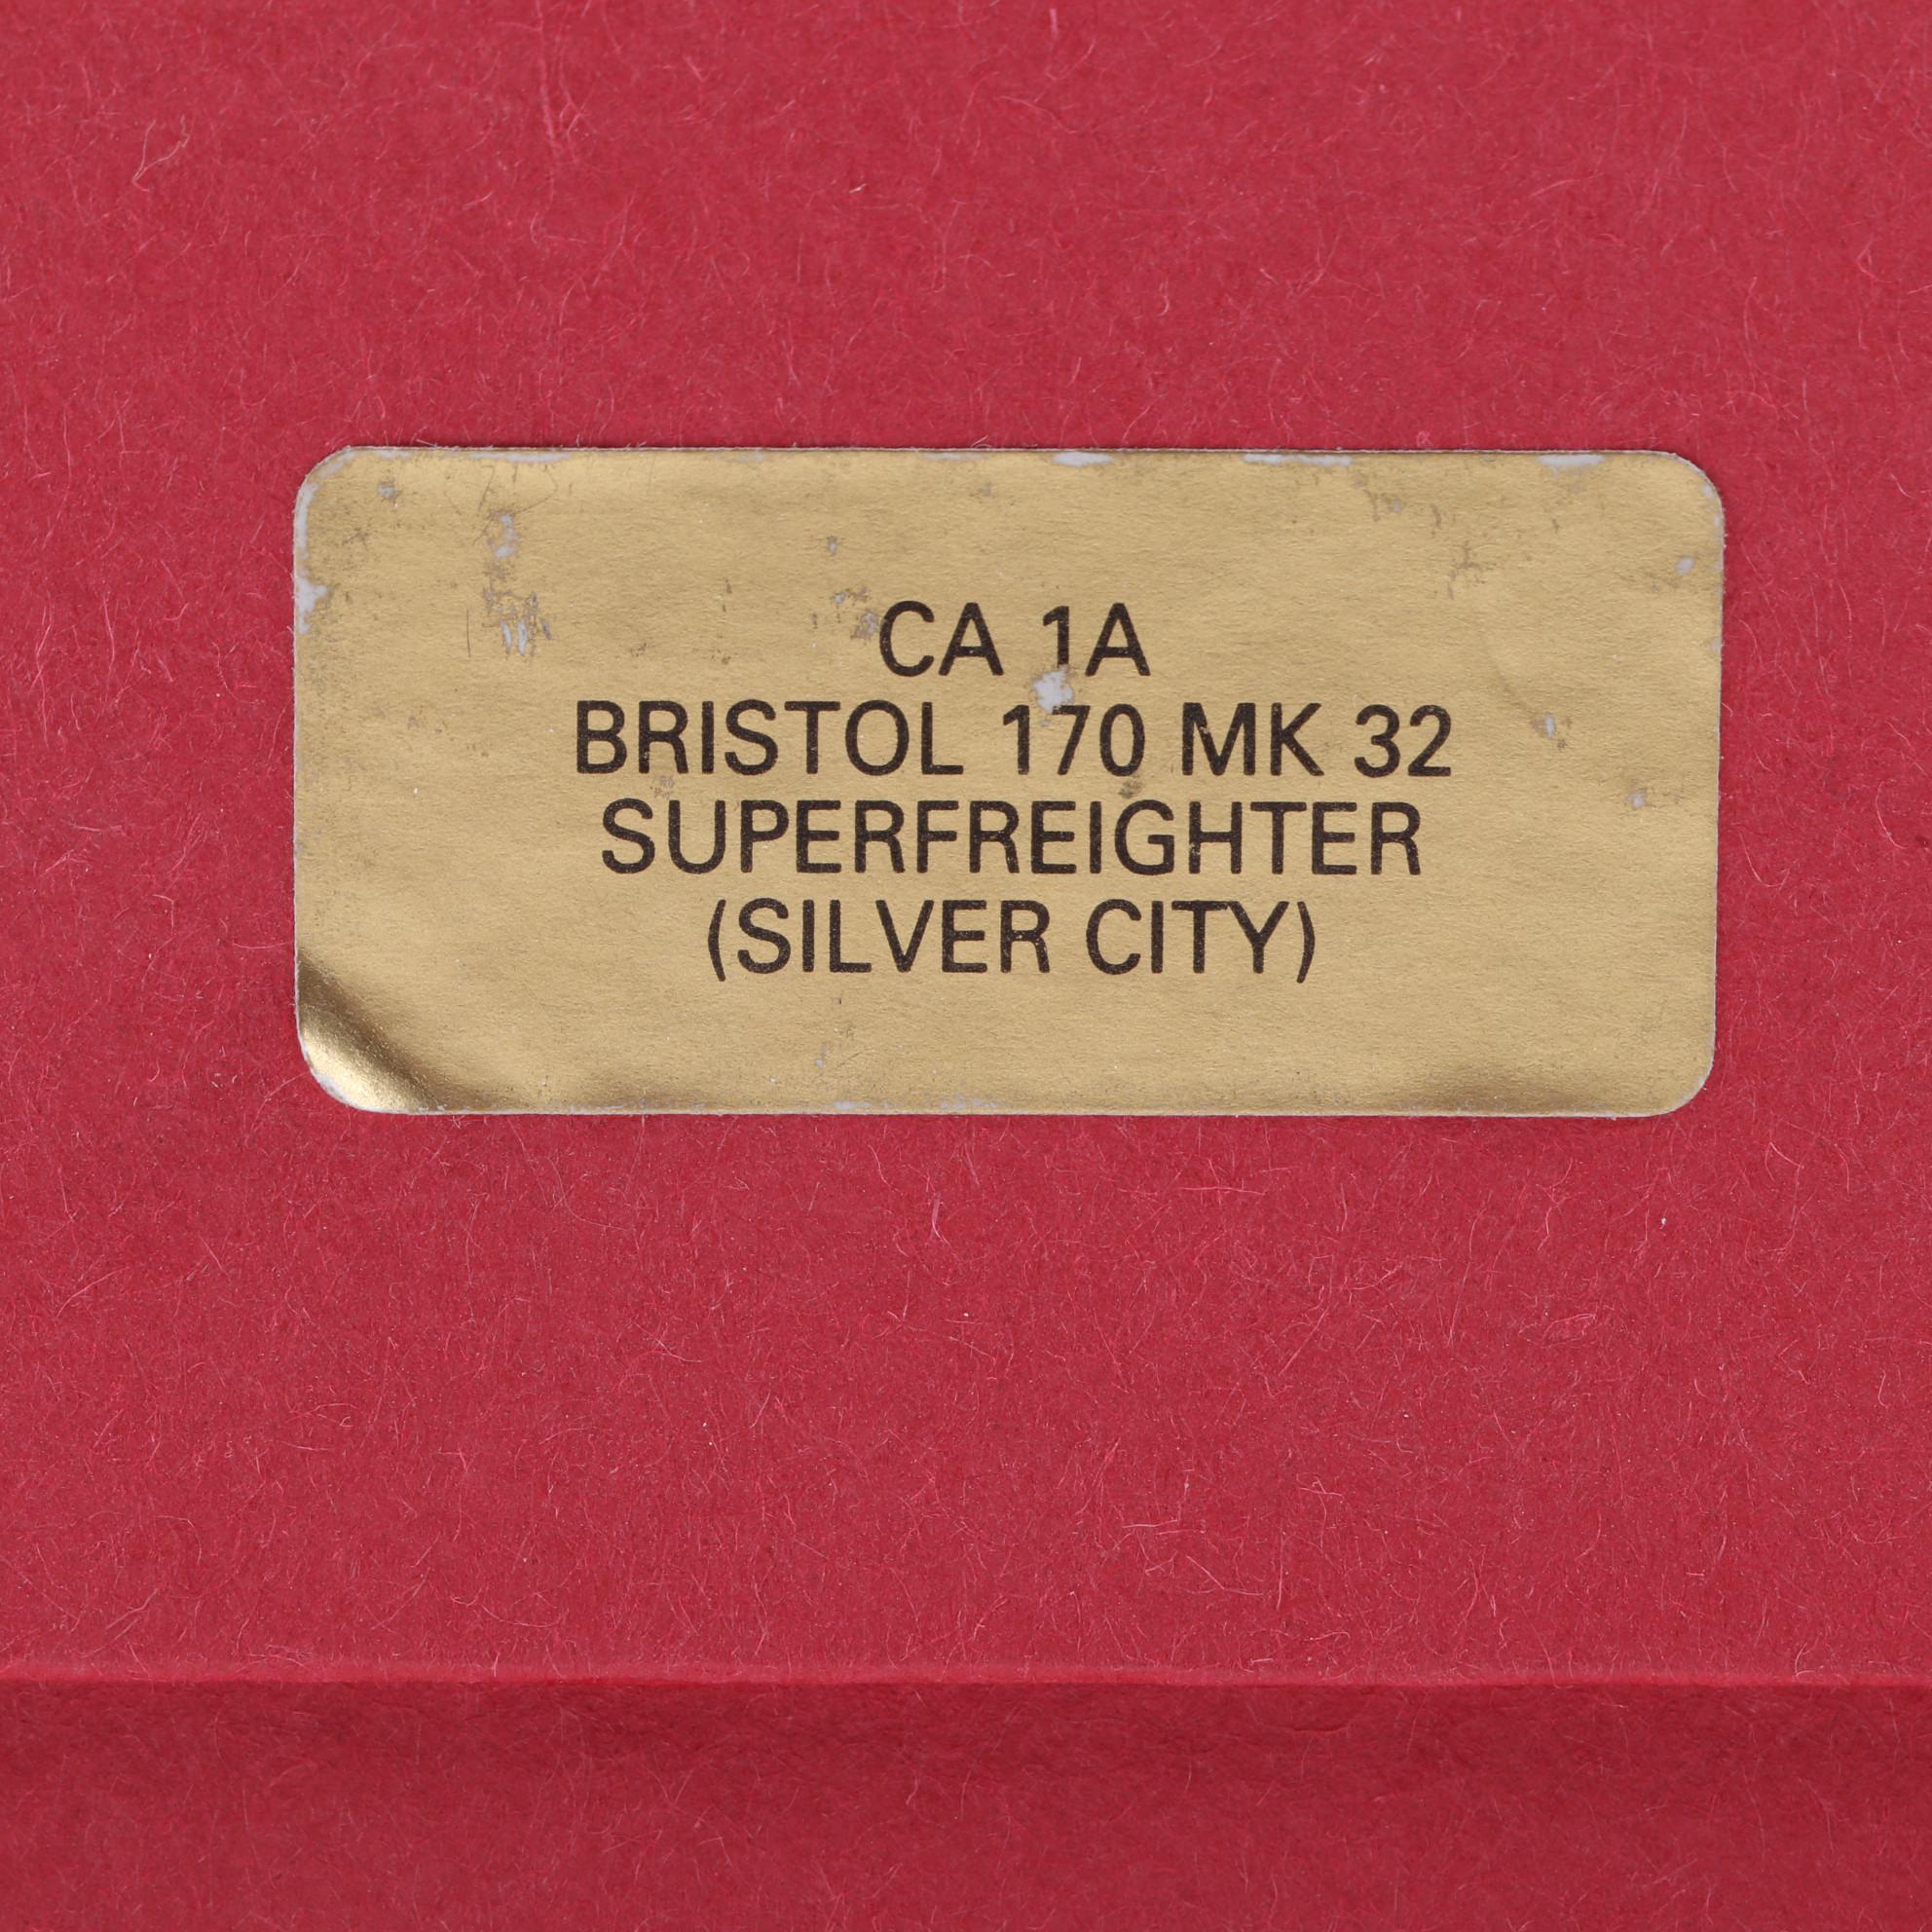 CA 1A
BRISTOL 170 MK 32
SUPERFREIGHTER
(SILVER CITY)